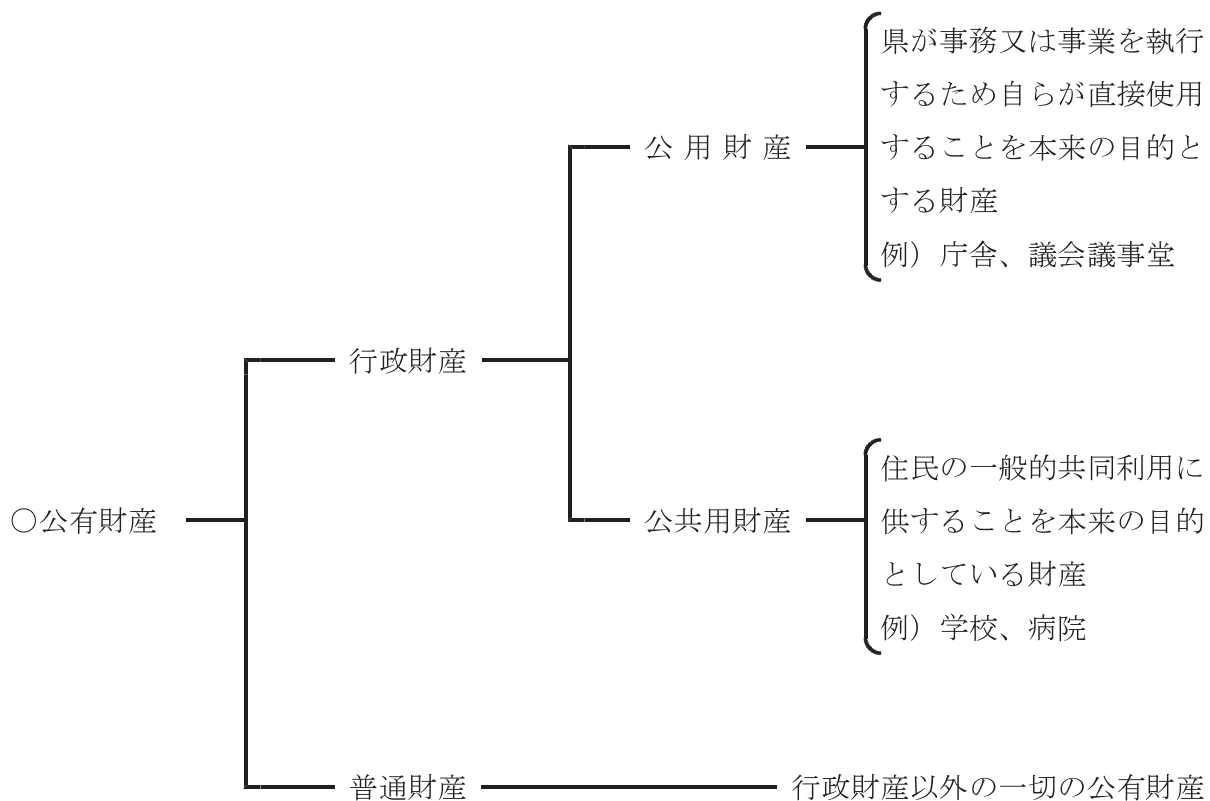 県が事務又は事業を執行
するため自らが直接使用
公用財産
することを本来の目的と
する財産
例）庁舎、議会議事堂
行政財産
住民の一般的共同利用に
〇公有財産
公共用財産
供することを本来の目的
としている財産
例）学校、病院
普通財産
行政財産以外の一切の公有財産